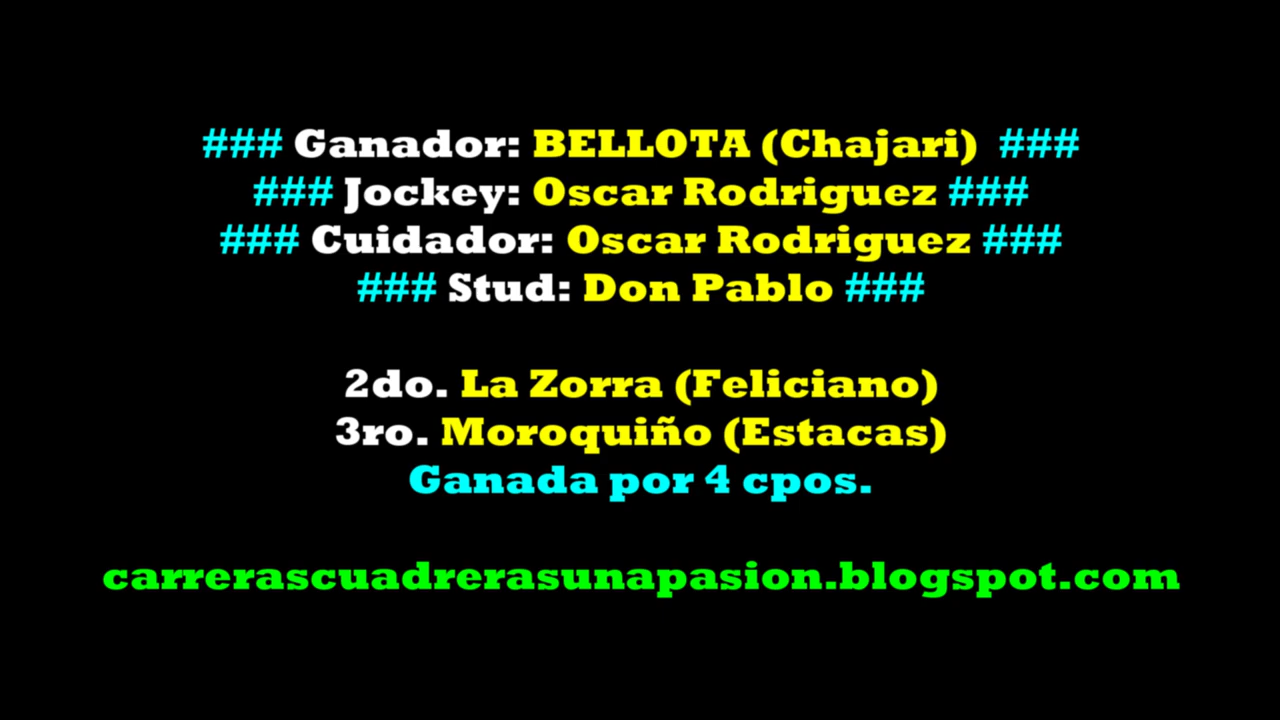 ### Ganador: BELLOTA (Chajari) ###
### Jockey: Oscar Rodriguez ###
### Cuidador: Oscar Rodriguez ###
### Stud: Don Pablo ###
2do. La Zorra (Feliciano)
3ro. Moroquiño (Estacas)
Ganada por 4 cpos.
carrerascuadrerasunapasion.blogspot.com